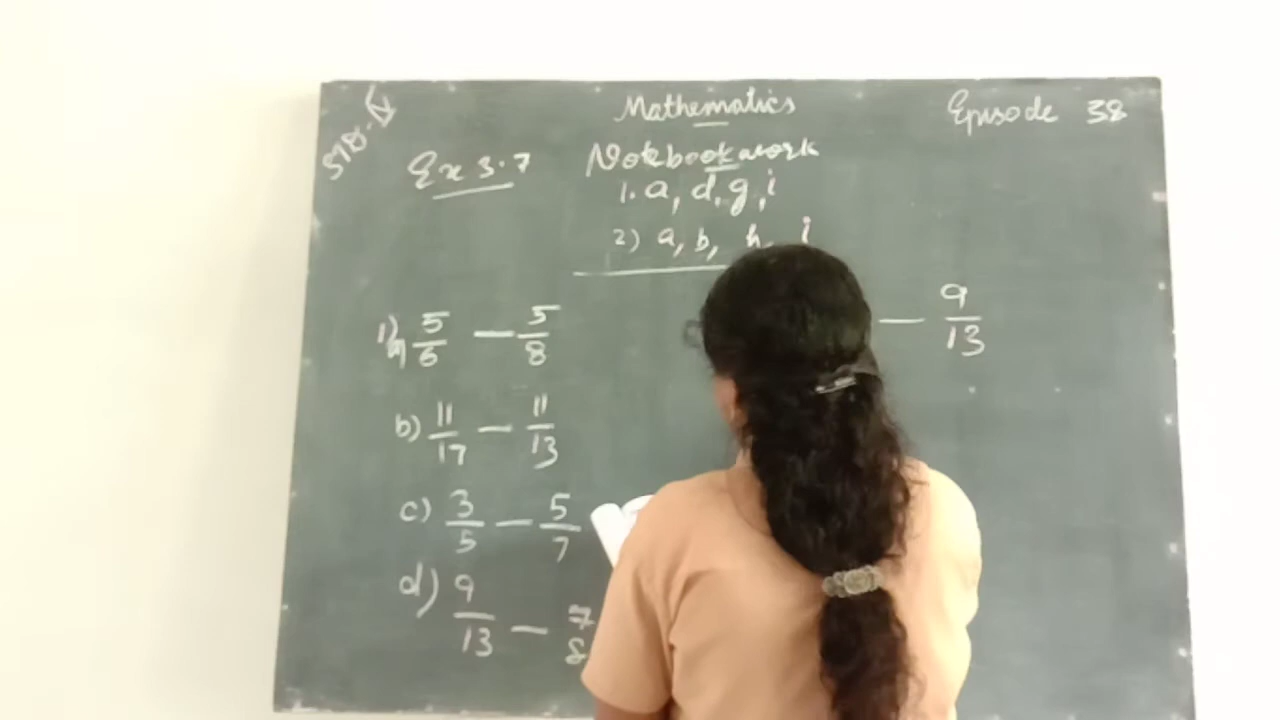 STD. V
Mathematics
Episode 38
Ex 3.7
Notebook work
1. a, d, g, i
2) a, b, h, i
1) a) 5/6 — 5/8
— 9/13
b) 11/17 — 11/13
c) 3/5 — 5/7
d) 9/13 — 7/8